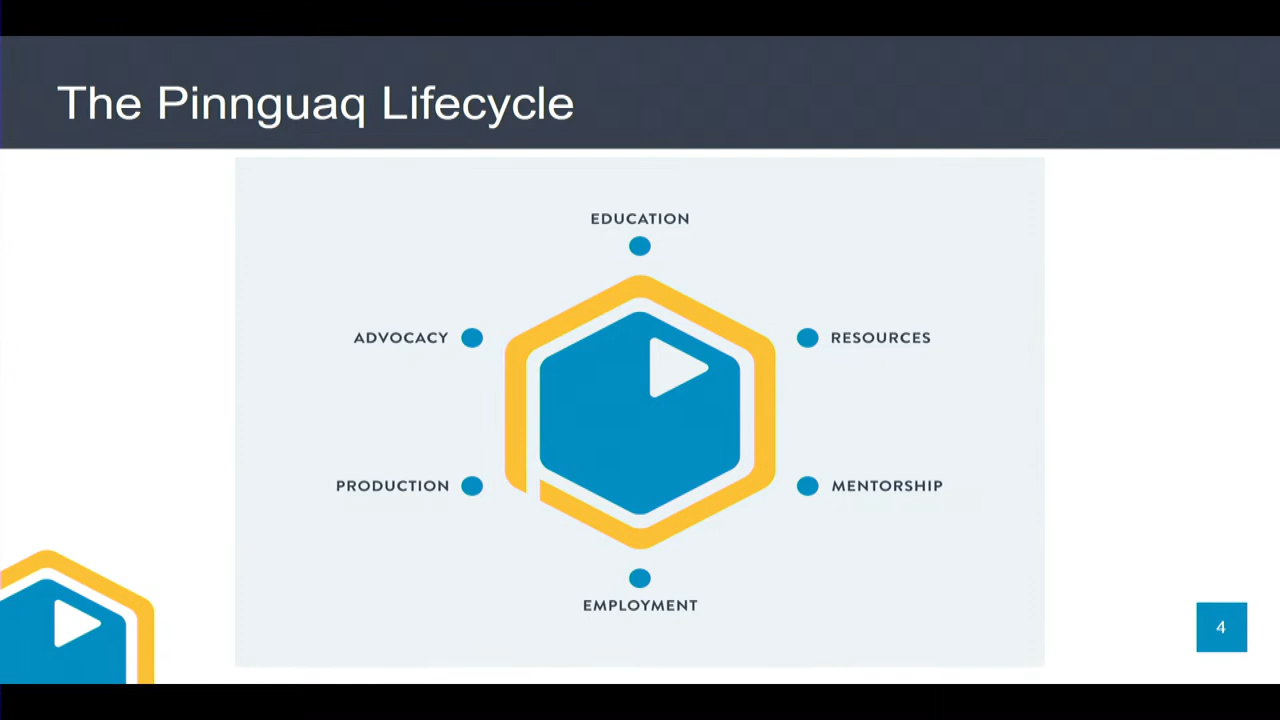 The Pinnguaq Lifecycle
EDUCATION
ADVOCACY
RESOURCES
PRODUCTION
MENTORSHIP
EMPLOYMENT
4